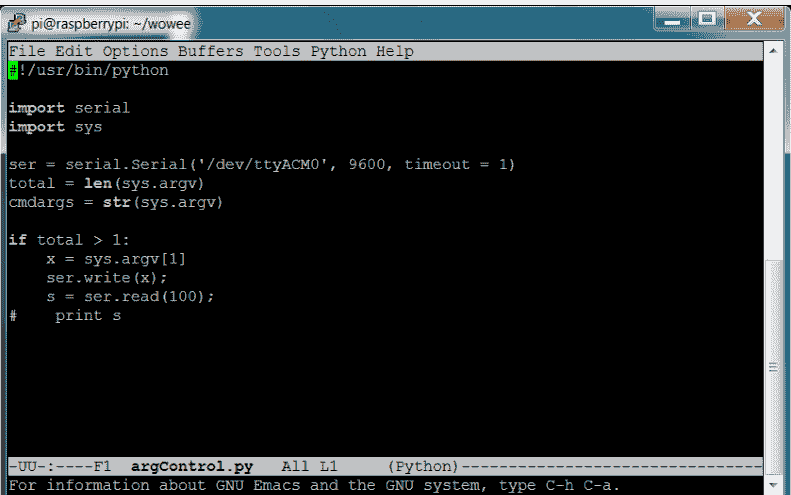 pi@raspberrypi: ~/wowee
File Edit Options Buffers Tools Python Help
#!/usr/bin/python
import serial
import sys
ser = serial.Serial('/dev/ttyACM0', 9600, timeout = 1)
total = len(sys.argv)
cmdargs = str(sys.argv)
if total > 1:
    x = sys.argv[1]
    ser.write(x);
    s = ser.read(100);
#    print s
-UU-:----F1  argControl.py   All L1     (Python)--------------------------------
For information about GNU Emacs and the GNU system, type C-h C-a.